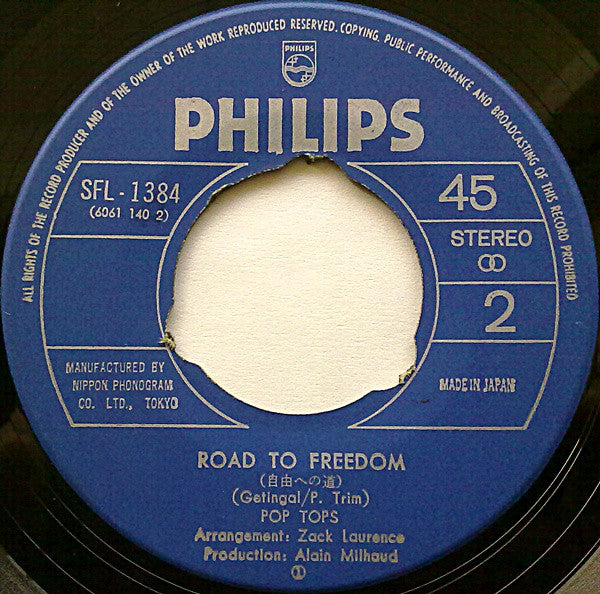 ALL RIGHTS OF THE RECORD PRODUCER AND OF THE OWNER OF THE WORK REPRODUCED RESERVED. COPYING, PUBLIC PERFORMANCE AND BROADCASTING OF THIS RECORD PROHIBITED
PHILIPS
PHILIPS
SFL-1384
(6061 140 2)
45
STEREO
2
MANUFACTURED BY
NIPPON PHONOGRAM
CO. LTD., TOKYO
MADE IN JAPAN
ROAD TO FREEDOM
(自由への道)
(Getingal/P. Trim)
POP TOPS
Arrangement: Zack Laurence
Production: Alain Milhaud
①